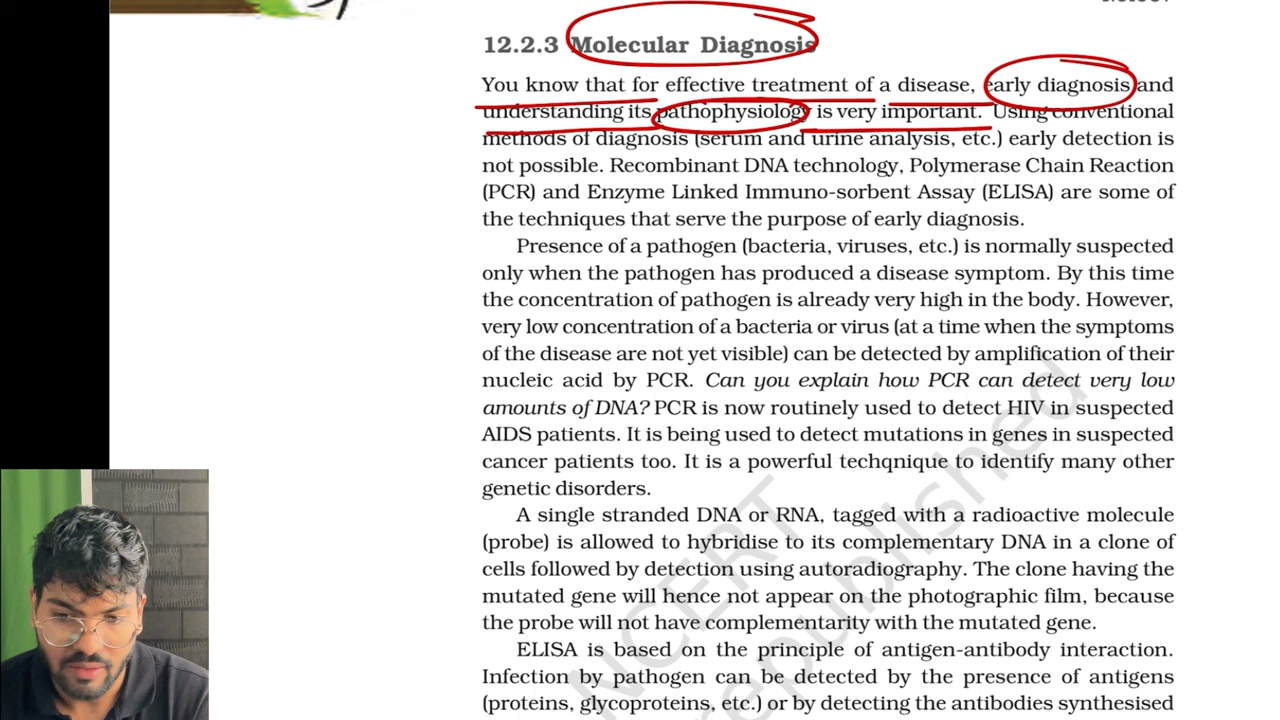 12.2.3 Molecular Diagnosis
You know that for effective treatment of a disease, early diagnosis and
understanding its pathophysiology is very important. Using conventional
methods of diagnosis (serum and urine analysis, etc.) early detection is
not possible. Recombinant DNA technology, Polymerase Chain Reaction
(PCR) and Enzyme Linked Immuno-sorbent Assay (ELISA) are some of
the techniques that serve the purpose of early diagnosis.
Presence of a pathogen (bacteria, viruses, etc.) is normally suspected
only when the pathogen has produced a disease symptom. By this time
the concentration of pathogen is already very high in the body. However,
very low concentration of a bacteria or virus (at a time when the symptoms
of the disease are not yet visible) can be detected by amplification of their
nucleic acid by PCR. Can you explain how PCR can detect very low
amounts of DNA? PCR is now routinely used to detect HIV in suspected
AIDS patients. It is being used to detect mutations in genes in suspected
cancer patients too. It is a powerful techqnique to identify many other
genetic disorders.
A single stranded DNA or RNA, tagged with a radioactive molecule
(probe) is allowed to hybridise to its complementary DNA in a clone of
cells followed by detection using autoradiography. The clone having the
mutated gene will hence not appear on the photographic film, because
the probe will not have complementarity with the mutated gene.
ELISA is based on the principle of antigen-antibody interaction.
Infection by pathogen can be detected by the presence of antigens
(proteins, glycoproteins, etc.) or by detecting the antibodies synthesised
NCERT
republished